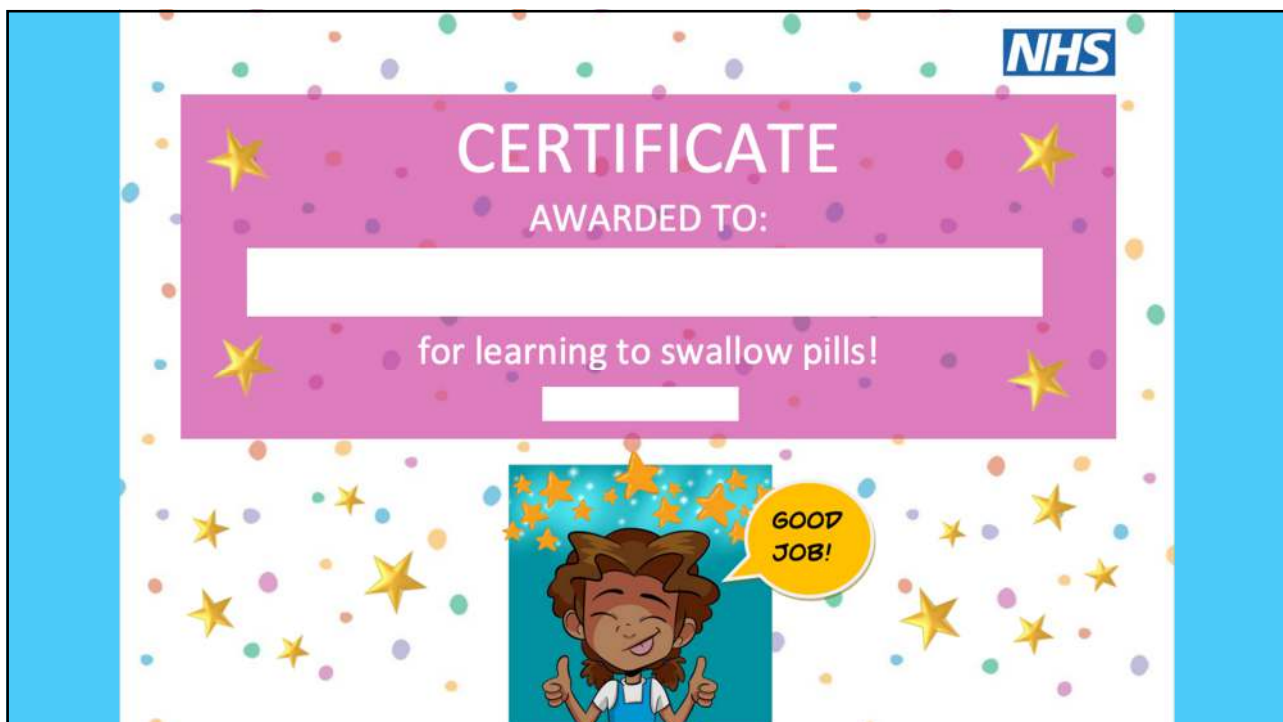 NHS
CERTIFICATE
AWARDED TO:
for learning to swallow pills!
GOOD
JOB!